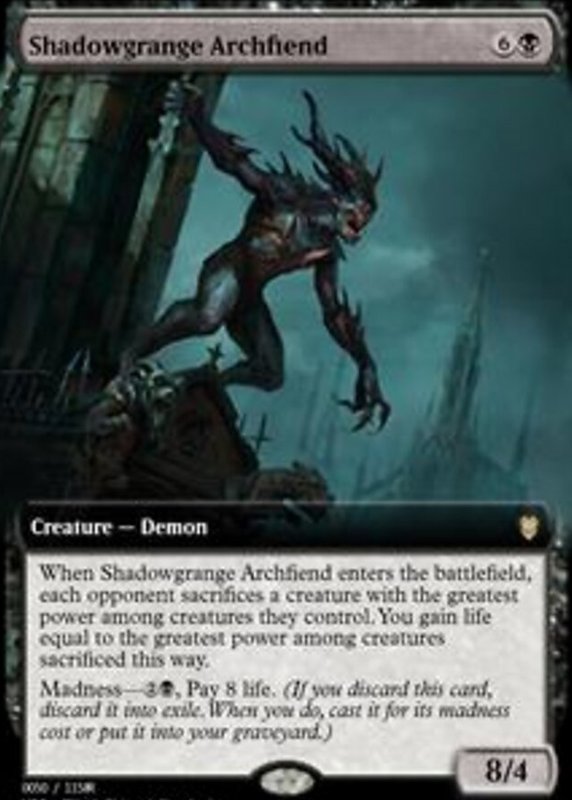 Shadowgrange Archfiend 6
Creature — Demon
When Shadowgrange Archfiend enters the battlefield,
each opponent sacrifices a creature with the greatest
power among creatures they control. You gain life
equal to the greatest power among creatures
sacrificed this way.
Madness—2, Pay 8 life. (If you discard this card,
discard it into exile. When you do, cast it for its madness
cost or put it into your graveyard.)
8/4
0050 / 115R